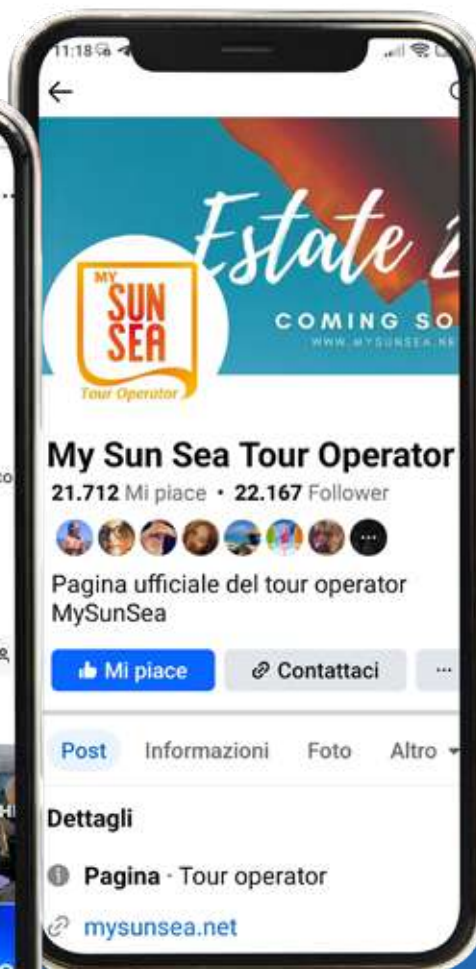 11:18
Estate 2
COMING SO
WWW.MYSUNSEA.NE
MY
SUN
SEA
Tour Operator
My Sun Sea Tour Operator
21.712 Mi piace • 22.167 Follower
Pagina ufficiale del tour operator
MySunSea
Mi piace
Contattaci
Post Informazioni Foto Altro
Dettagli
Pagina · Tour operator
mysunsea.net